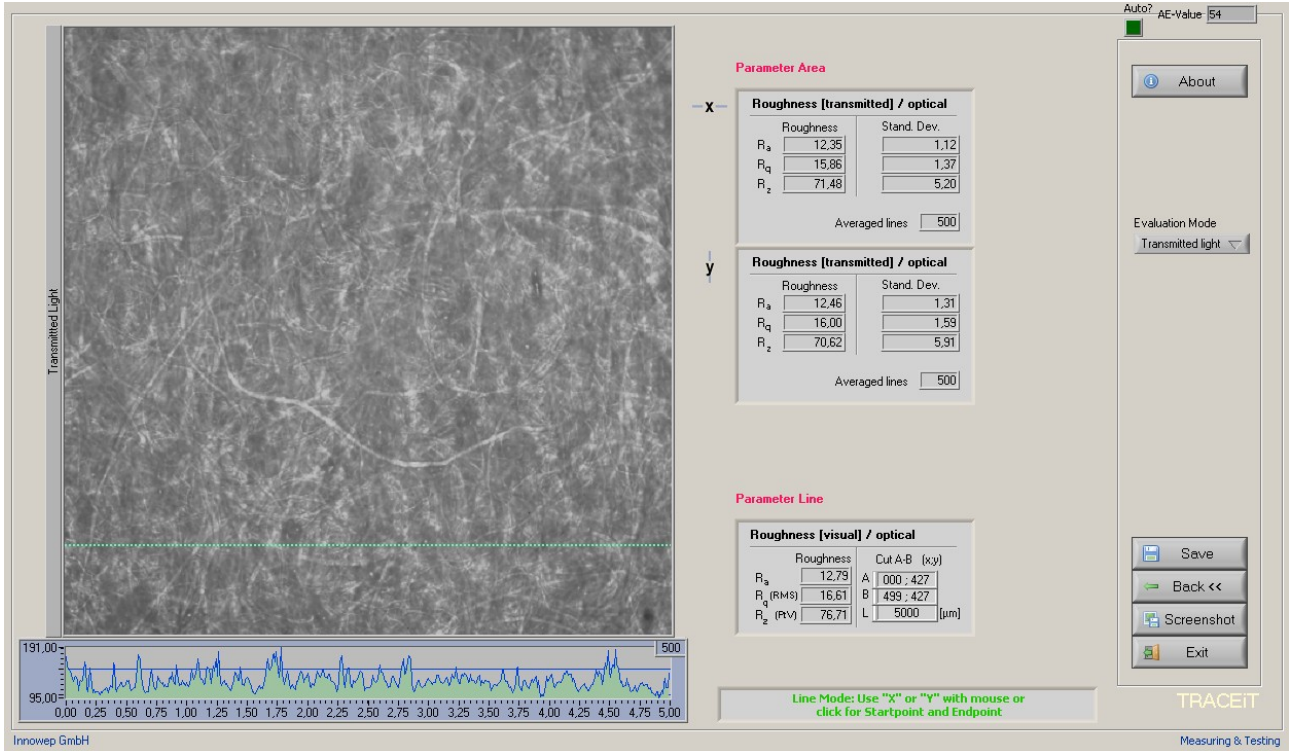 Auto? AE-Value 54
Transmittted Light
Parameter Area
x
Roughness [transmitted] / optical
Roughness Stand. Dev.
Ra 12,35 1,12
Rq 15,86 1,37
Rz 71,48 5,20
Averaged lines 500
y
Roughness [transmitted] / optical
Roughness Stand. Dev.
Ra 12,46 1,31
Rq 16,00 1,59
Rz 70,62 5,91
Averaged lines 500
About
Evaluation Mode
Transmitted light
Parameter Line
Roughness [visual] / optical
Roughness Cut A-B (x;y)
Ra 12,79 A 000 ; 427
Rq (RMS) 16,61 B 499 ; 427
Rz (PtV) 76,71 L 5000 [µm]
Save
Back <<
Screenshot
Exit
191,00 500
95,00
0,00 0,25 0,50 0,75 1,00 1,25 1,50 1,75 2,00 2,25 2,50 2,75 3,00 3,25 3,50 3,75 4,00 4,25 4,50 4,75 5,00
Line Mode: Use "X" or "Y" with mouse or
click for Startpoint and Endpoint
TRACEiT
Innowep GmbH Measuring & Testing